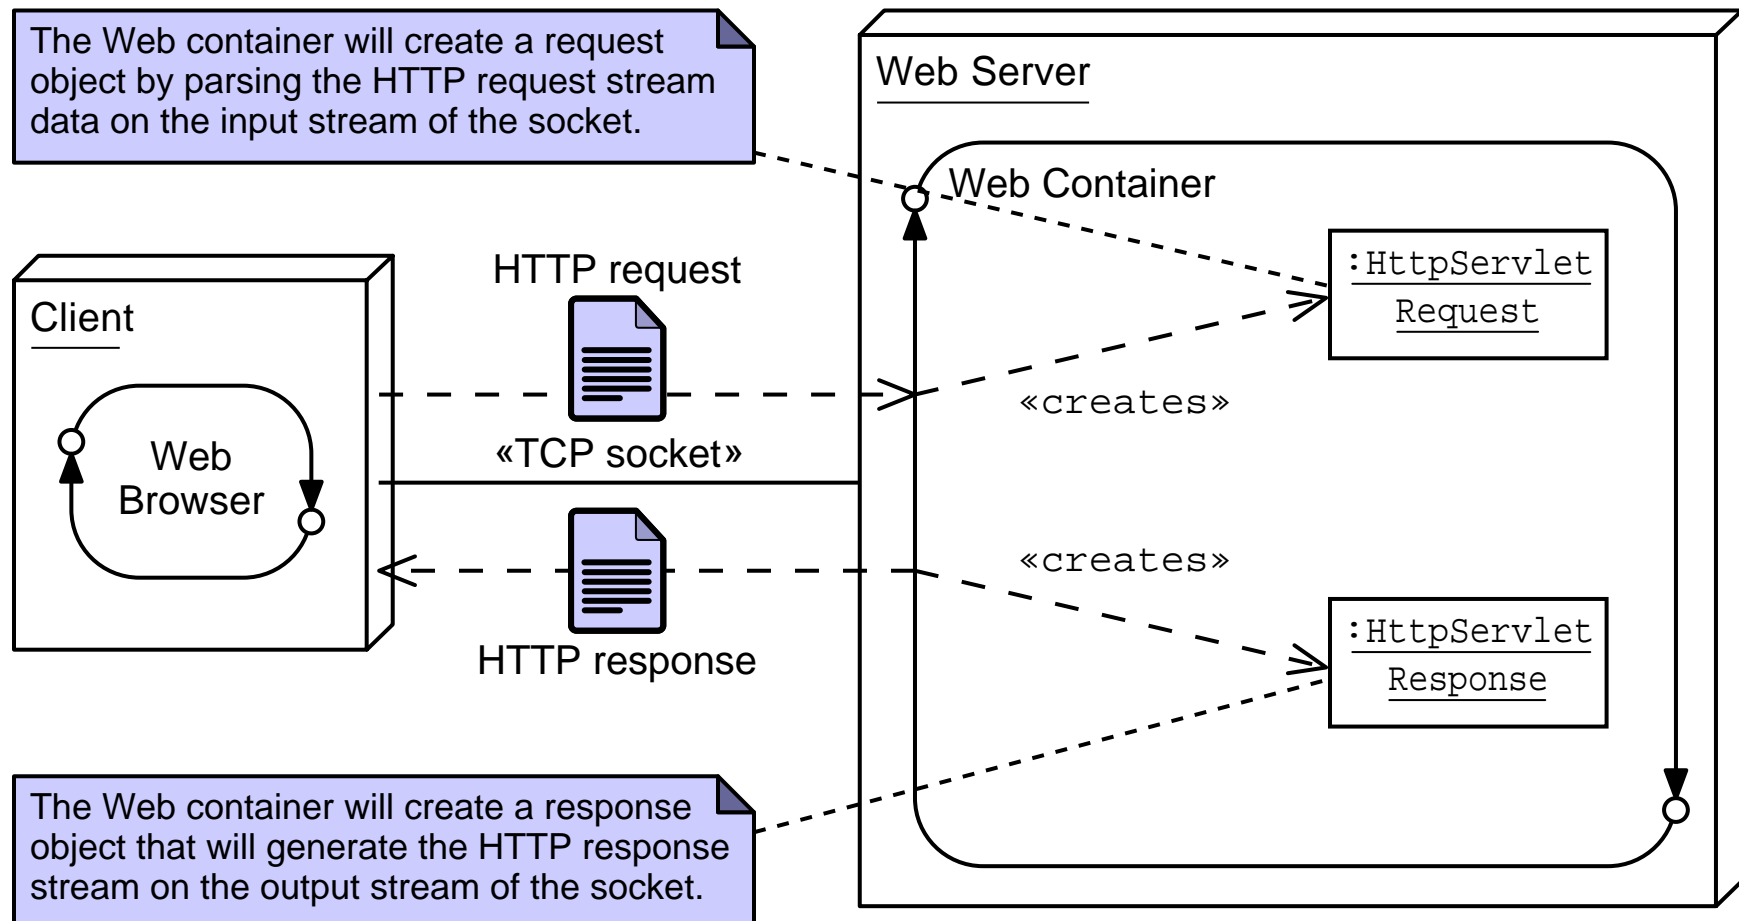 The Web container will create a request
object by parsing the HTTP request stream
data on the input stream of the socket.
Web Server
Web Container
:HttpServlet
Request
HTTP request
Client
«creates»
«TCP socket»
Web
Browser
«creates»
:HttpServlet
Response
HTTP response
The Web container will create a response
object that will generate the HTTP response
stream on the output stream of the socket.